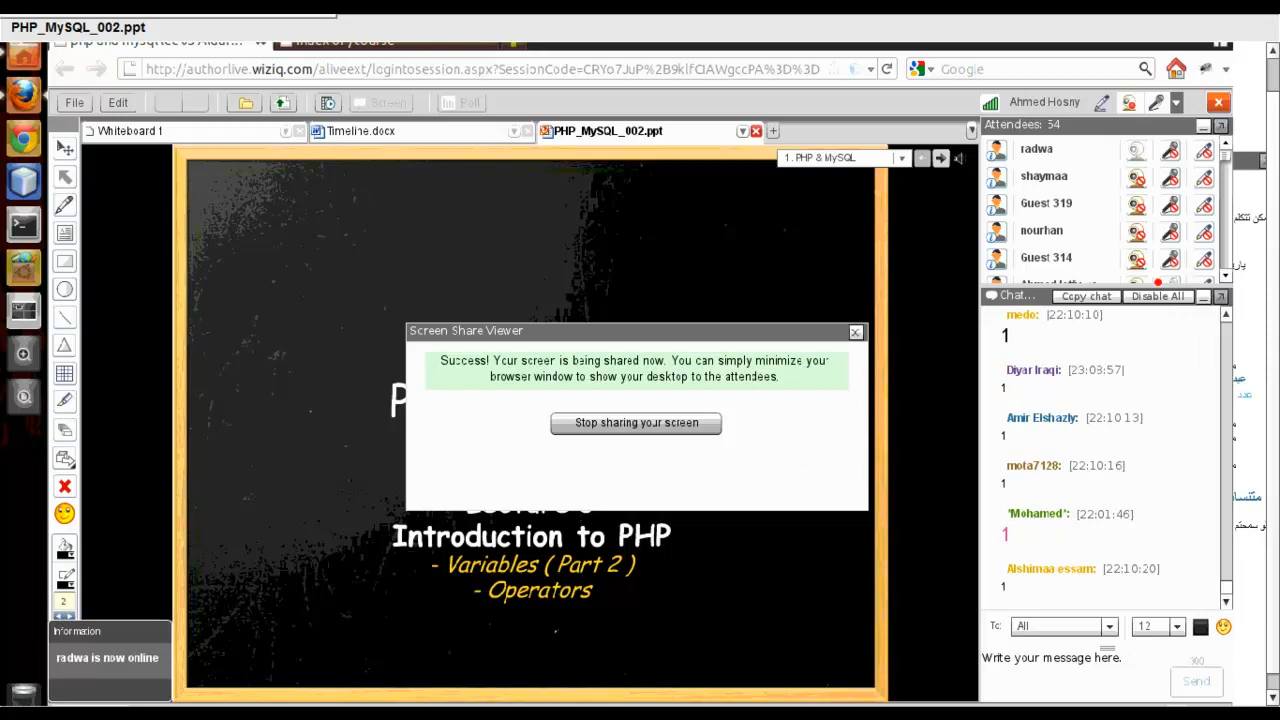 PHP_MySQL_002.ppt
http://authorlive.wiziq.com/aliveext/logintosession.aspx?SessionCode=CRYo7JuP%2B9klfCIAWgccPA%3D%3D
Google
File
Edit
Screen
Poll
Ahmed Hosny
Whiteboard 1
Timeline.docx
PHP_MySQL_002.ppt
Attendees: 54
1. PHP & MySQL
radwa
shaymaa
Guest 319
nourhan
Guest 314
Chat...
Copy chat
Disable All
medo: [22:10:10]
1
Diyar Iraqi: [23:03:57]
1
Amir Elshazly: [22:10:13]
1
mota7128: [22:10:16]
1
"Mohamed": [22:01:46]
1
Alshimaa essam: [22:10:20]
1
Screen Share Viewer
Success! Your screen is being shared now. You can simply minimize your
browser window to show your desktop to the attendees.
Stop sharing your screen
Introduction to PHP
- Variables ( Part 2 )
- Operators
2
Information
radwa is now online
To:
All
12
Write your message here.
300
Send